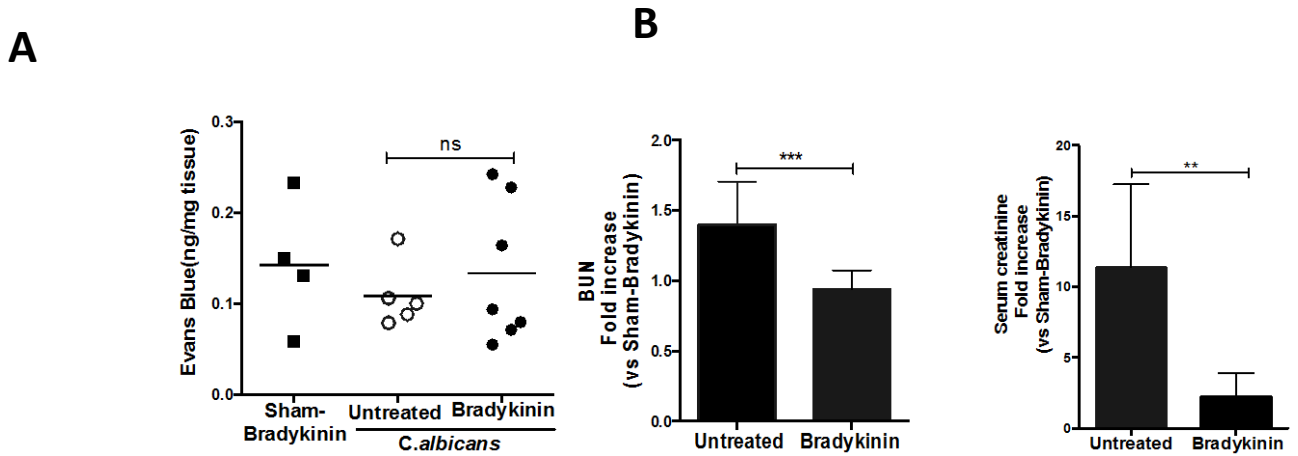 A
B
Evans Blue(ng/mg tissue)
0.3
0.2
0.1
0.0
ns
Sham-
Bradykinin
Untreated
Bradykinin
C.albicans
BUN
Fold increase
(vs Sham-Bradykinin)
2.0
1.5
1.0
0.5
0.0
***
Untreated
Bradykinin
Serum creatinine
Fold increase
(vs Sham-Bradykinin)
20
15
10
5
0
**
Untreated
Bradykinin